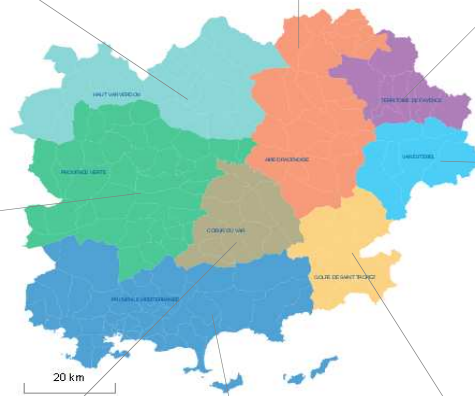 HAUT VAR VERDON
TERRITOIRE DE FAYENCE
VAR ESTEREL
AIRE DRACENOISE
PROVENCE VERTE
COEUR DU VAR
GOLFE DE SAINT TROPEZ
PROVENCE MEDITERRANEE
20 km